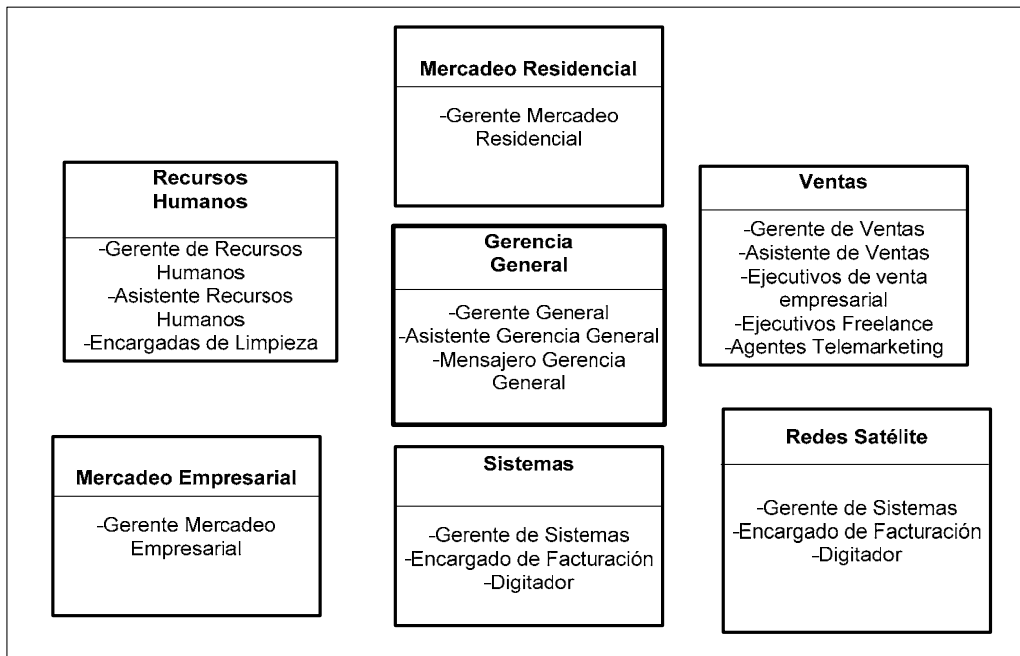 Mercadeo Residencial
-Gerente Mercadeo
Residencial
Recursos
Humanos
-Gerente de Recursos
Humanos
-Asistente Recursos
Humanos
-Encargadas de Limpieza
Gerencia
General
-Gerente General
-Asistente Gerencia General
-Mensajero Gerencia
General
Ventas
-Gerente de Ventas
-Asistente de Ventas
-Ejecutivos de venta
empresarial
-Ejecutivos Freelance
-Agentes Telemarketing
Mercadeo Empresarial
-Gerente Mercadeo
Empresarial
Sistemas
-Gerente de Sistemas
-Encargado de Facturación
-Digitador
Redes Satélite
-Gerente de Sistemas
-Encargado de Facturación
-Digitador